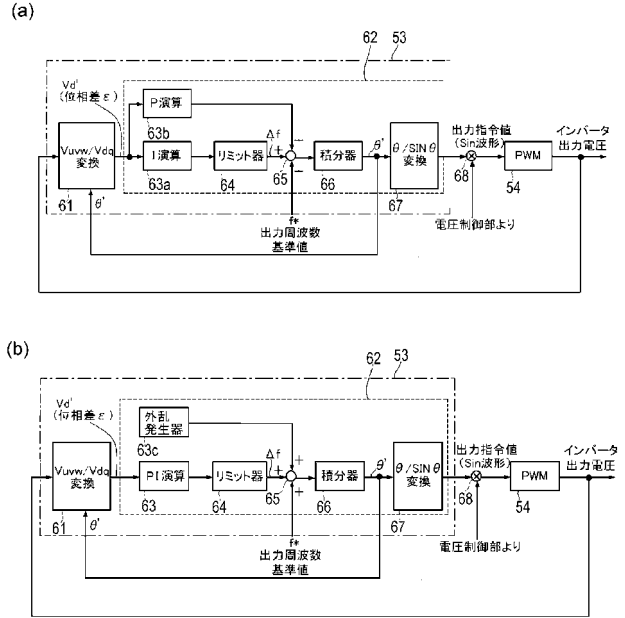 (a)
62
53
Vd'
(位相差ε)
P演算
63b
Vuvw/Vdq
変換
61
I演算
63a
リミット器
64
Δf
+
−
−
65
積分器
66
θ'
θ/SINθ
変換
67
出力指令値
(Sin波形)
68
PWM
54
インバータ
出力電圧
θ'
f*
出力周波数
基準値
電圧制御部より
(b)
62
53
Vd'
(位相差ε)
外乱
発生器
63c
Vuvw/Vdq
変換
61
PI演算
63
リミット器
64
Δf
+
+
+
65
積分器
66
θ'
θ/SINθ
変換
67
出力指令値
(Sin波形)
68
PWM
54
インバータ
出力電圧
θ'
f*
出力周波数
基準値
電圧制御部より